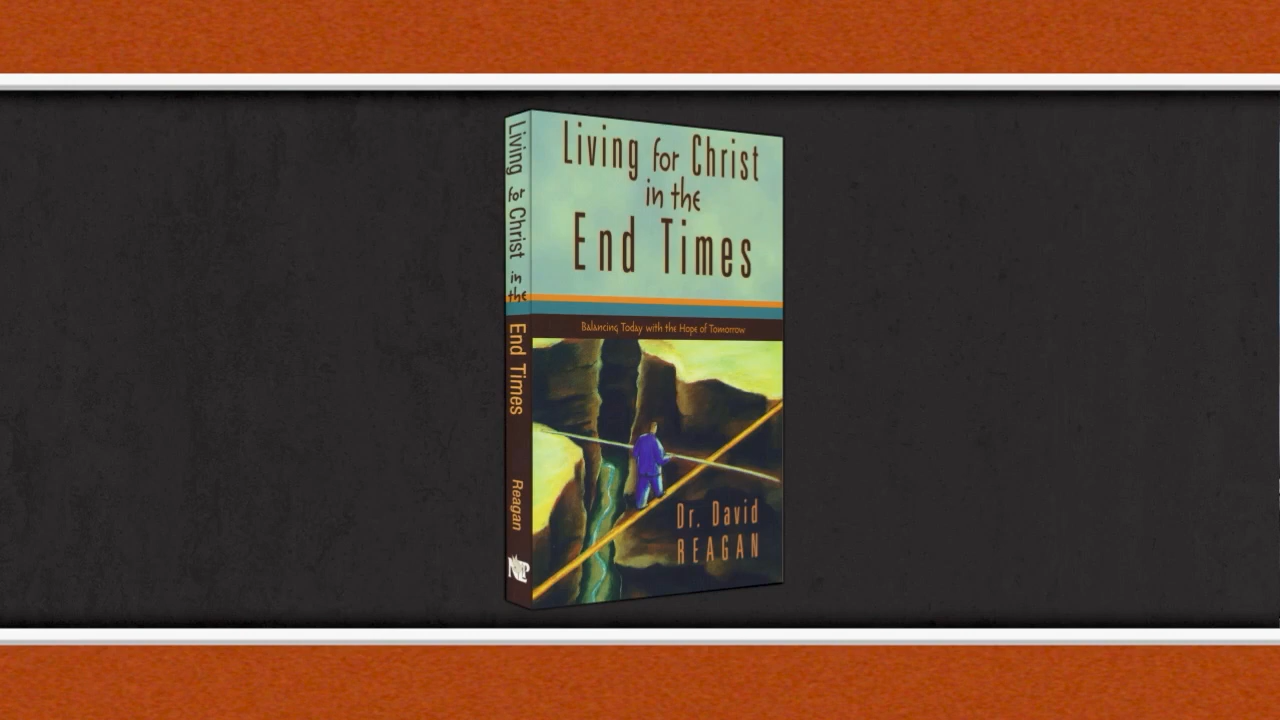 Living for Christ
in the
End Times
Balancing Today with the Hope of Tomorrow
Dr. David
REAGAN
Living for Christ in the End Times
Reagan
NLP